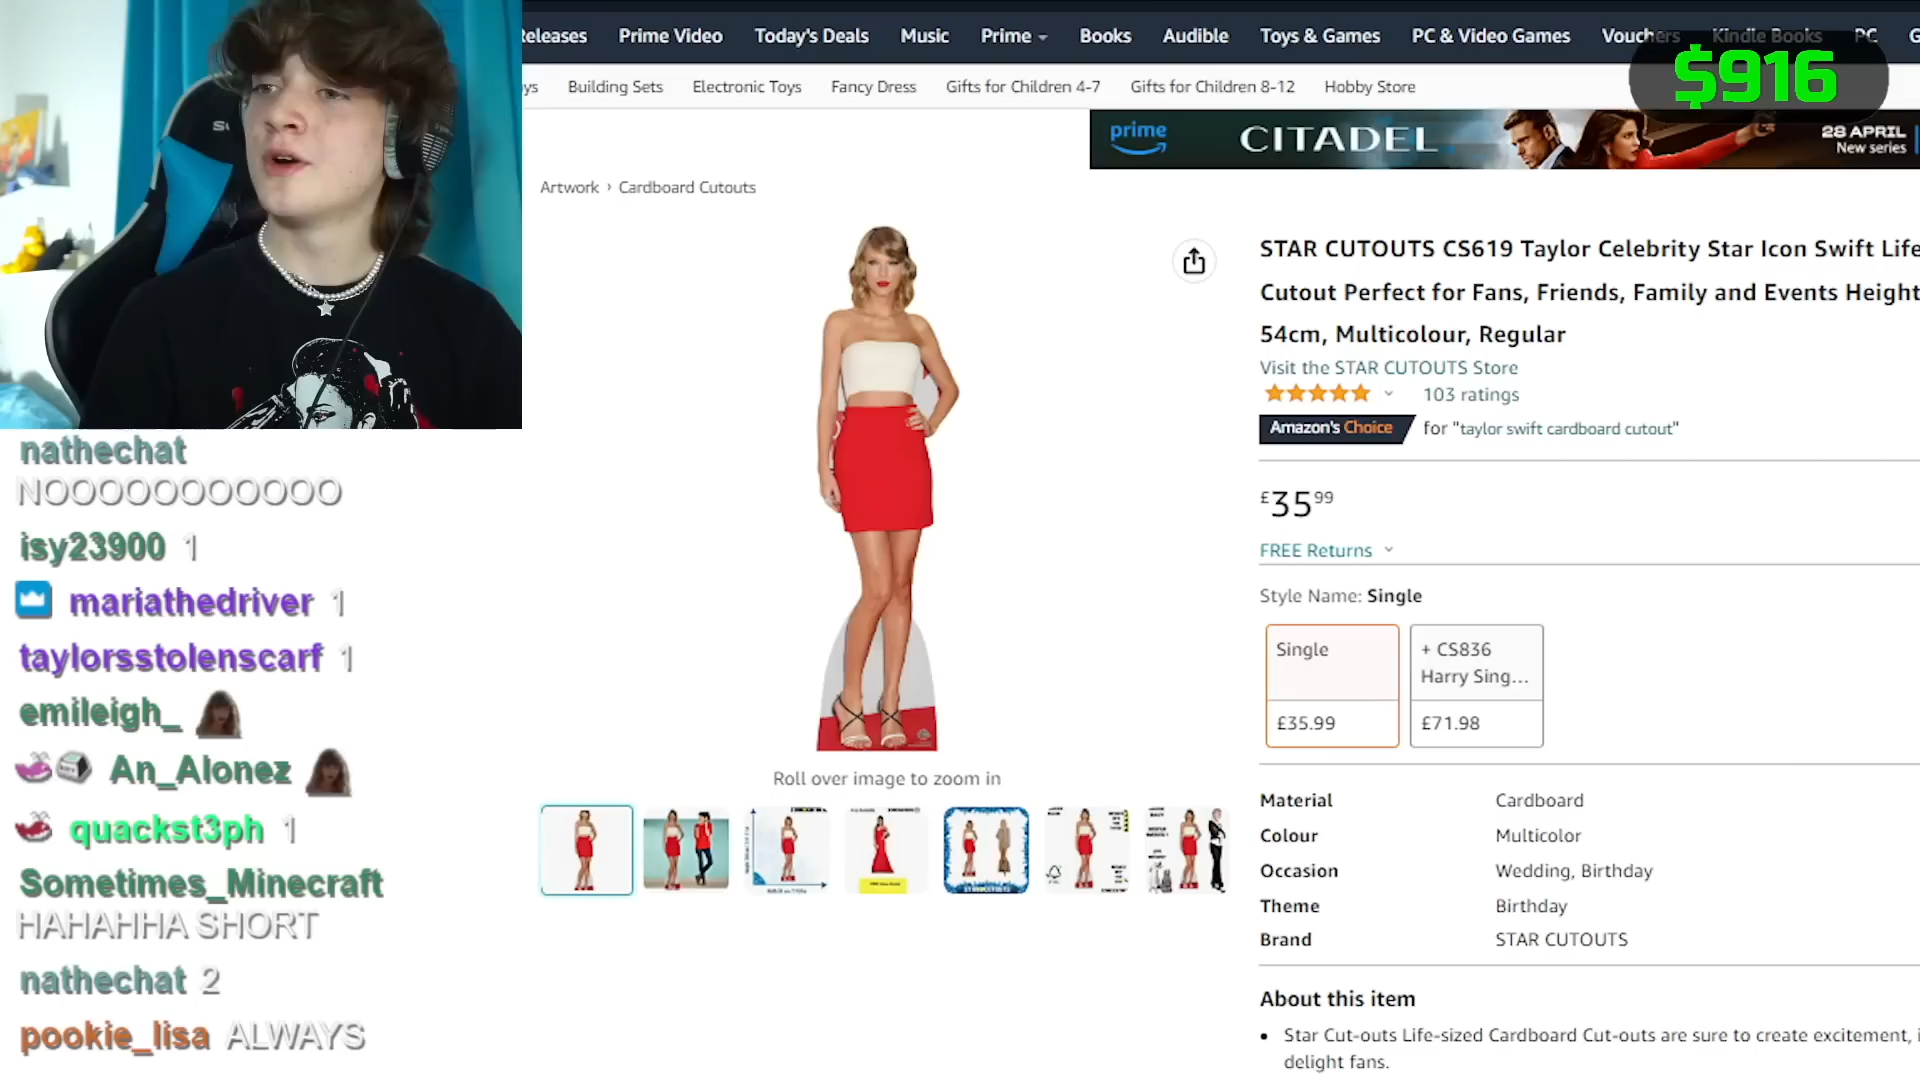 Releases Prime Video Today's Deals Music Prime Books Audible Toys & Games PC & Video Games Vouchers Kindle Books PC
$916
Building Sets Electronic Toys Fancy Dress Gifts for Children 4-7 Gifts for Children 8-12 Hobby Store
prime CITADEL 28 APRIL
New series
Artwork › Cardboard Cutouts
STAR CUTOUTS CS619 Taylor Celebrity Star Icon Swift Life
Cutout Perfect for Fans, Friends, Family and Events Height
54cm, Multicolour, Regular
Visit the STAR CUTOUTS Store
103 ratings
Amazon's Choice for "taylor swift cardboard cutout"
£35.99
FREE Returns
Style Name: Single
Single
£35.99
+ CS836
Harry Sing...
£71.98
Roll over image to zoom in
Material Cardboard
Colour Multicolor
Occasion Wedding, Birthday
Theme Birthday
Brand STAR CUTOUTS
About this item
• Star Cut-outs Life-sized Cardboard Cut-outs are sure to create excitement,
delight fans.
nathechat
NOOOOOOOOOOO
isy23900 1
mariathedriver 1
taylorsstolenscarf 1
emileigh_
An_Alonez
quackst3ph 1
Sometimes_Minecraft
HAHAHHA SHORT
nathechat 2
pookie_lisa ALWAYS